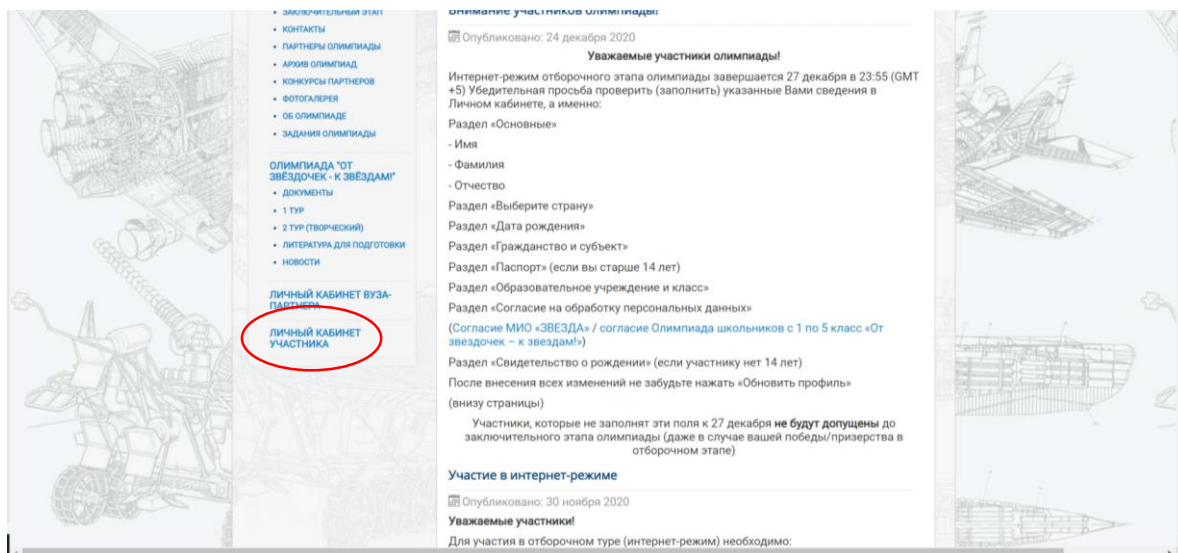 ЗАКЛЮЧИТЕЛЬНЫЙ ЭТАП
КОНТАКТЫ
ПАРТНЕРЫ ОЛИМПИАДЫ
АРХИВ ОЛИМПИАД
КОНКУРСЫ ПАРТНЕРОВ
ФОТОГАЛЕРЕЯ
ОБ ОЛИМПИАДЕ
ЗАДАНИЯ ОЛИМПИАДЫ
ОЛИМПИАДА "ОТ
ЗВЁЗДОЧЕК - К ЗВЁЗДАМ!"
ДОКУМЕНТЫ
1 ТУР
2 ТУР (ТВОРЧЕСКИЙ)
ЛИТЕРАТУРА ДЛЯ ПОДГОТОВКИ
НОВОСТИ
ЛИЧНЫЙ КАБИНЕТ ВУЗА-
ПАРТНЕРА
ЛИЧНЫЙ КАБИНЕТ
УЧАСТНИКА
Внимание участников олимпиады!
Опубликовано: 24 декабря 2020
Уважаемые участники олимпиады!
Интернет-режим отборочного этапа олимпиады завершается 27 декабря в 23:55 (GMT
+5) Убедительная просьба проверить (заполнить) указанные Вами сведения в
Личном кабинете, а именно:
Раздел «Основные»
- Имя
- Фамилия
- Отчество
Раздел «Выберите страну»
Раздел «Дата рождения»
Раздел «Гражданство и субъект»
Раздел «Паспорт» (если вы старше 14 лет)
Раздел «Образовательное учреждение и класс»
Раздел «Согласие на обработку персональных данных»
(Согласие МИО «ЗВЕЗДА» / согласие Олимпиада школьников с 1 по 5 класс «От
звездочек – к звездам!»)
Раздел «Свидетельство о рождении» (если участнику нет 14 лет)
После внесения всех изменений не забудьте нажать «Обновить профиль»
(внизу страницы)
Участники, которые не заполнят эти поля к 27 декабря не будут допущены до
заключительного этапа олимпиады (даже в случае вашей победы/призерства в
отборочном этапе)
Участие в интернет-режиме
Опубликовано: 30 ноября 2020
Уважаемые участники!
Для участия в отборочном туре (интернет-режим) необходимо: